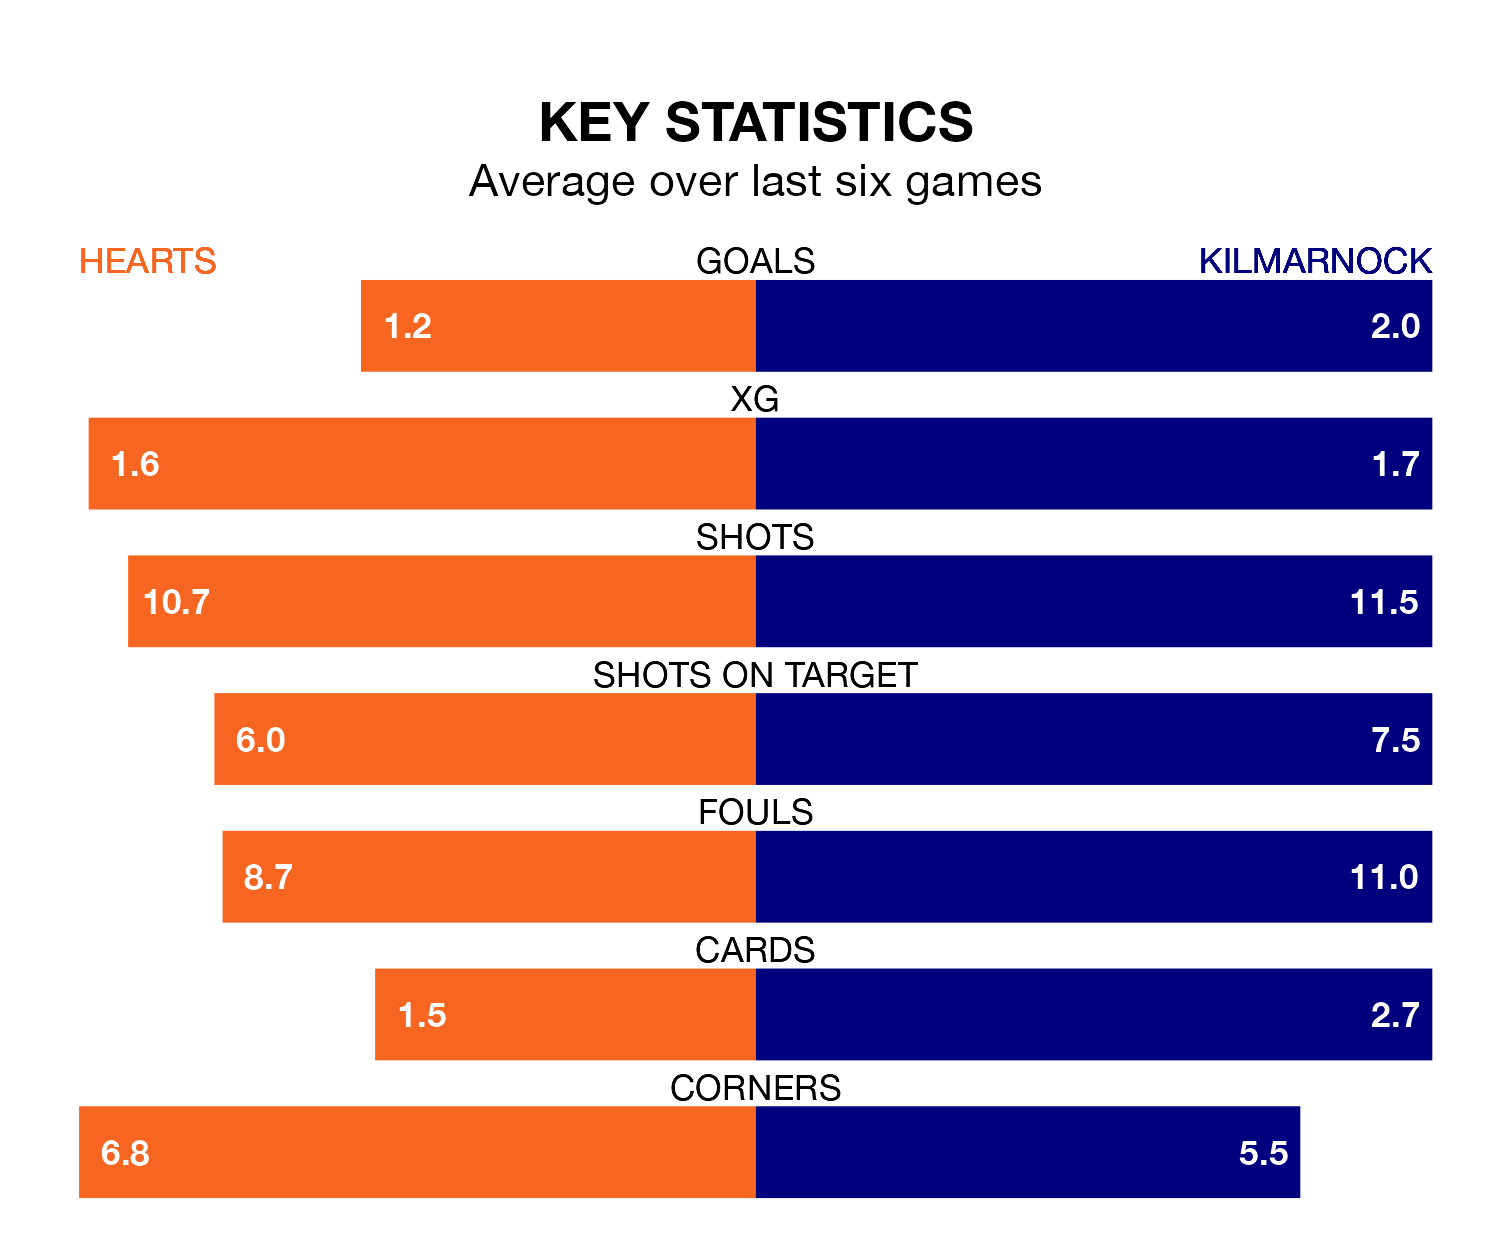 KEY STATISTICS
Average over last six games
HEARTS GOALS KILMARNOCK
1.2 2.0
XG
1.6 1.7
SHOTS
10.7 11.5
SHOTS ON TARGET
6.0 7.5
FOULS
8.7 11.0
CARDS
1.5 2.7
CORNERS
6.8 5.5